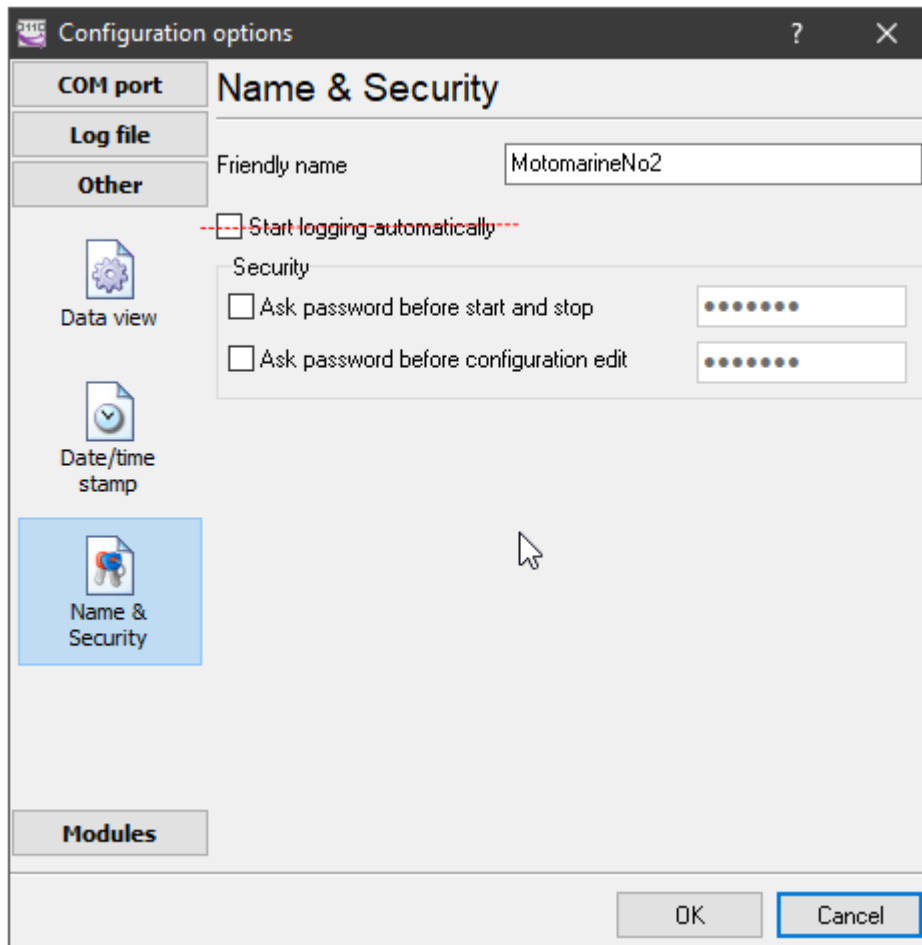 Configuration options
COM port
Log file
Other
Data view
Date/time
stamp
Name &
Security
Modules
Name & Security
Friendly name MotomarineNo2
Start logging automatically
Security
Ask password before start and stop
Ask password before configuration edit
OK Cancel